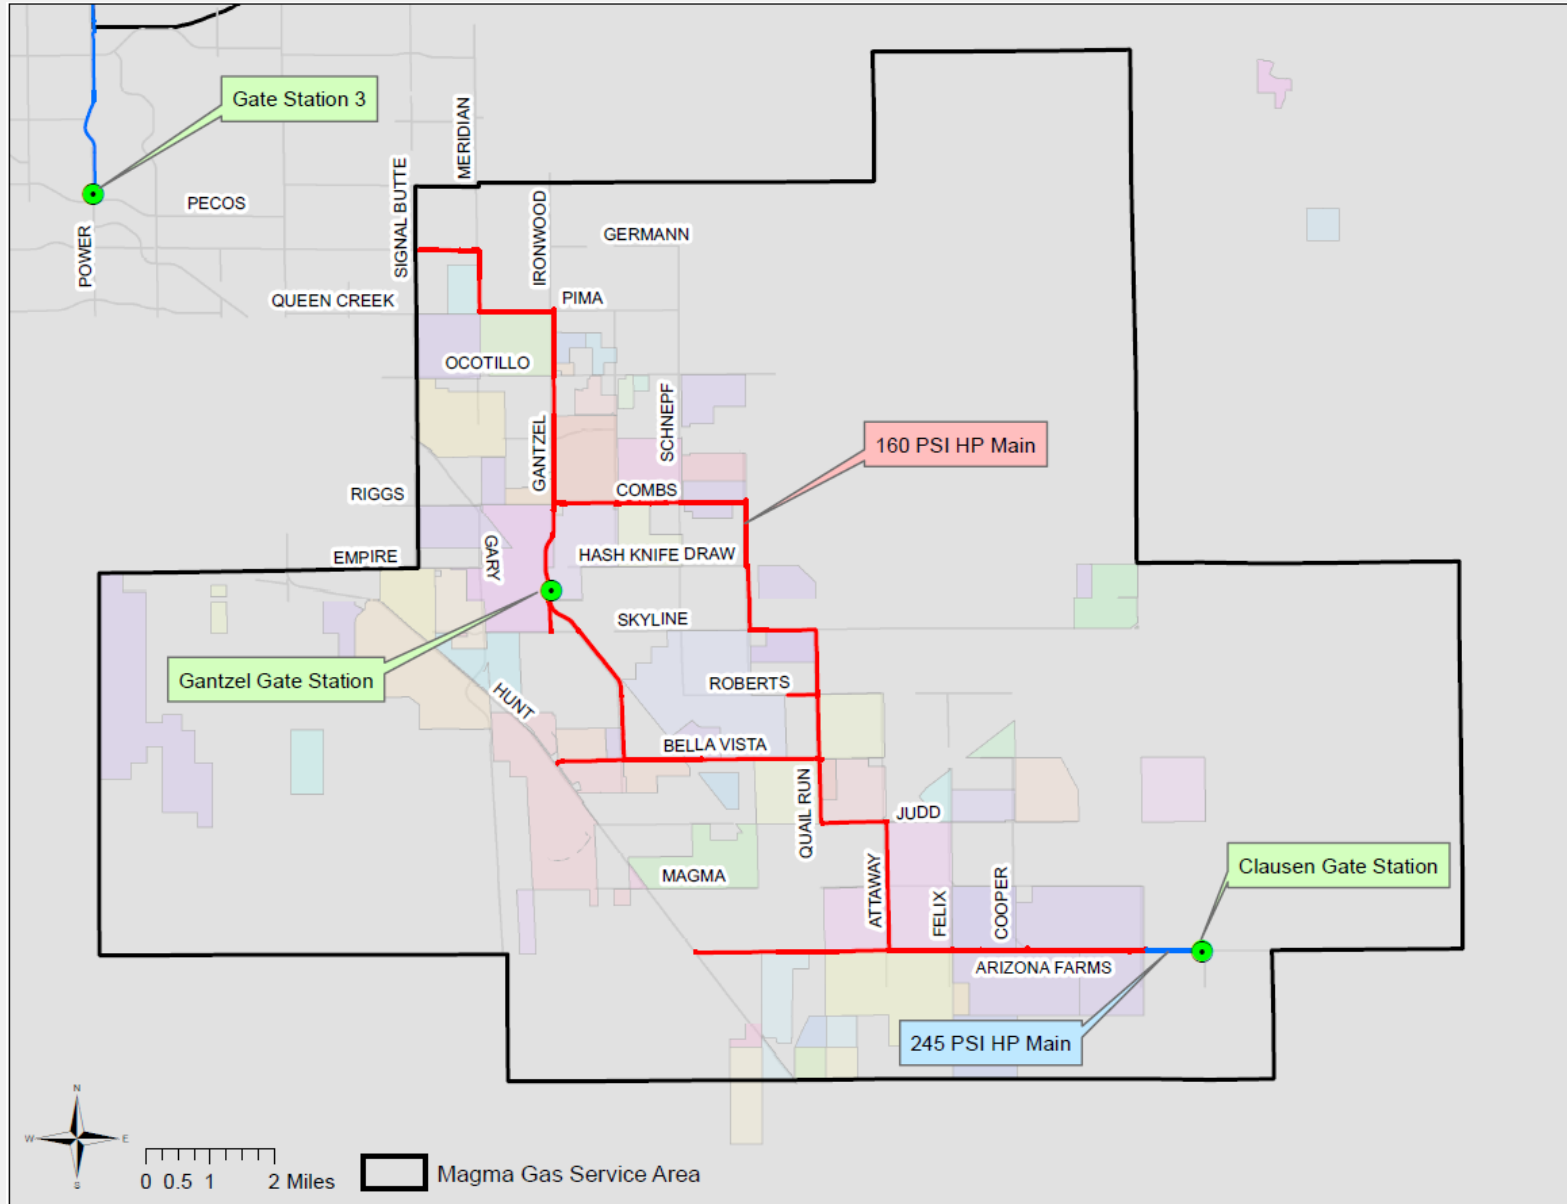 Gate Station 3
MERIDIAN
SIGNAL BUTTE
PECOS
IRONWOOD
POWER
GERMANN
QUEEN CREEK
PIMA
OCOTILLO
SCHNEPF
GANTZEL
160 PSI HP Main
RIGGS
COMBS
GARY
EMPIRE
HASH KNIFE DRAW
SKYLINE
Gantzel Gate Station
HUNT
ROBERTS
BELLA VISTA
QUAIL RUN
JUDD
MAGMA
ATTAWAY
FELIX
COOPER
Clausen Gate Station
ARIZONA FARMS
245 PSI HP Main
N
W
E
S
0 0.5 1 2 Miles
Magma Gas Service Area